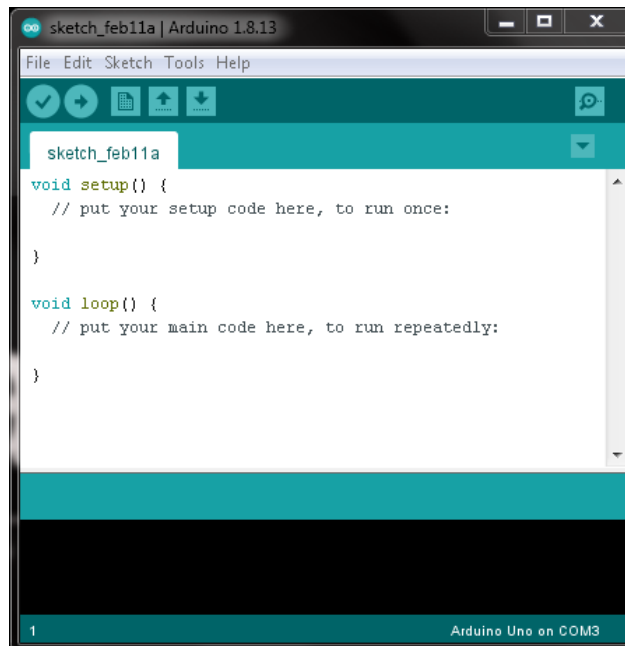 sketch_feb11a | Arduino 1.8.13
File Edit Sketch Tools Help
sketch_feb11a
void setup() {
  // put your setup code here, to run once:
}
void loop() {
  // put your main code here, to run repeatedly:
}
1 Arduino Uno on COM3